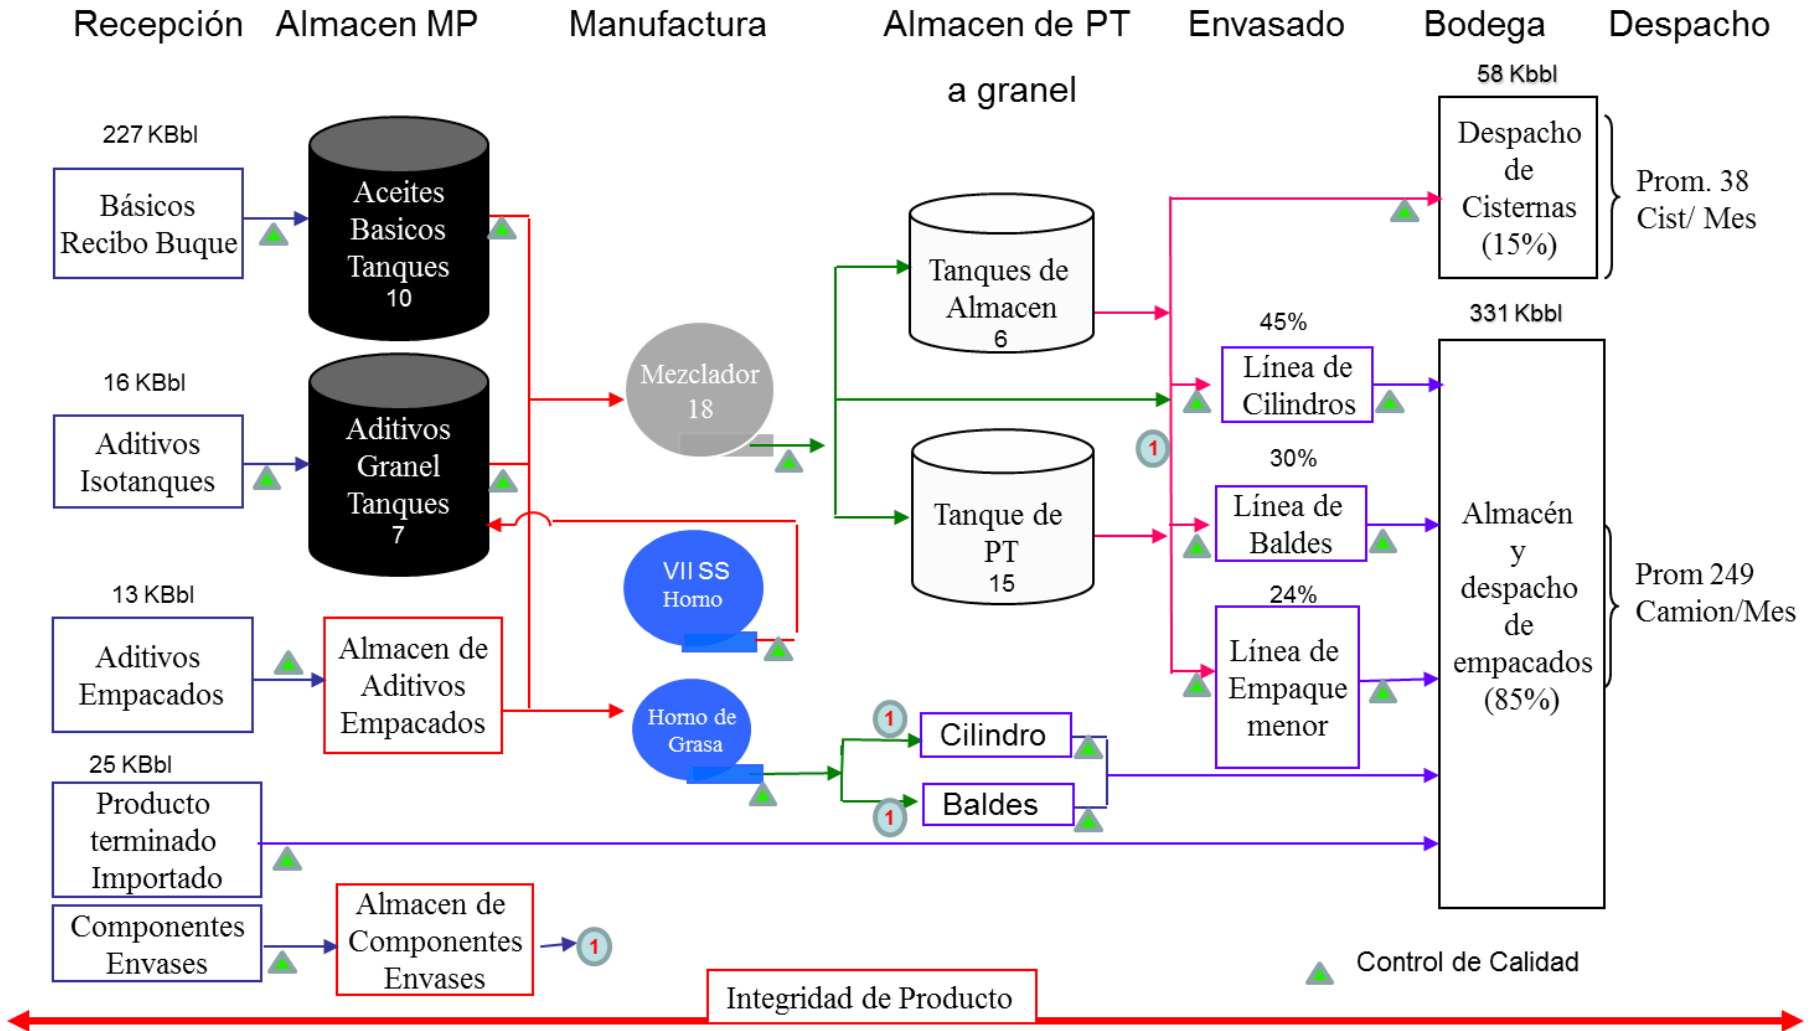 Recepción
Almacen MP
Manufactura
Almacen de PT
a granel
Envasado
Bodega
Despacho
227 KBbl
Básicos
Recibo Buque
Aceites
Basicos
Tanques
10
16 KBbl
Aditivos
Isotanques
Aditivos
Granel
Tanques
7
13 KBbl
Aditivos
Empacados
Almacen de
Aditivos
Empacados
25 KBbl
Producto
terminado
Importado
Componentes
Envases
Almacen de
Componentes
Envases
1
Mezclador
18
VII SS
Horno
Horno de
Grasa
Tanques de
Almacen
6
Tanque de
PT
15
1
Cilindro
1
Baldes
1
45%
Línea de
Cilindros
30%
Línea de
Baldes
24%
Línea de
Empaque
menor
58 Kbbl
Despacho
de
Cisternas
(15%)
Prom. 38
Cist/ Mes
331 Kbbl
Almacén
y
despacho
de
empacados
(85%)
Prom 249
Camion/Mes
Control de Calidad
Integridad de Producto